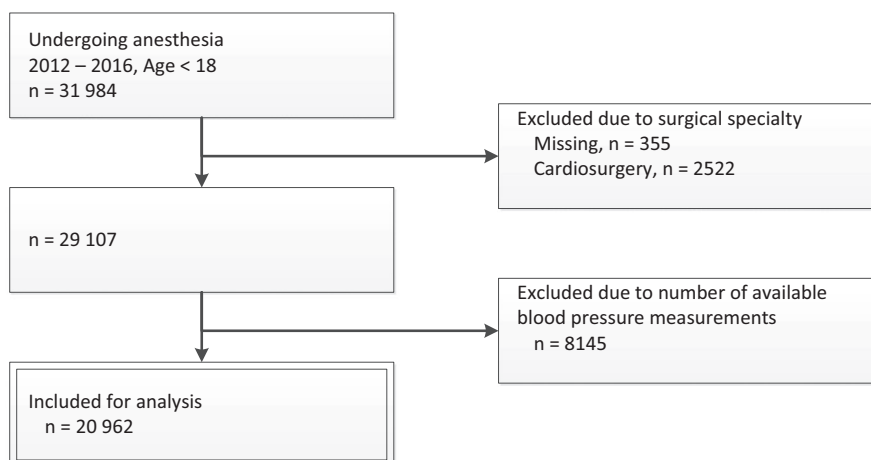 Undergoing anesthesia
2012 – 2016, Age < 18
n = 31 984
Excluded due to surgical specialty
Missing, n = 355
Cardiosurgery, n = 2522
n = 29 107
Excluded due to number of available
blood pressure measurements
n = 8145
Included for analysis
n = 20 962